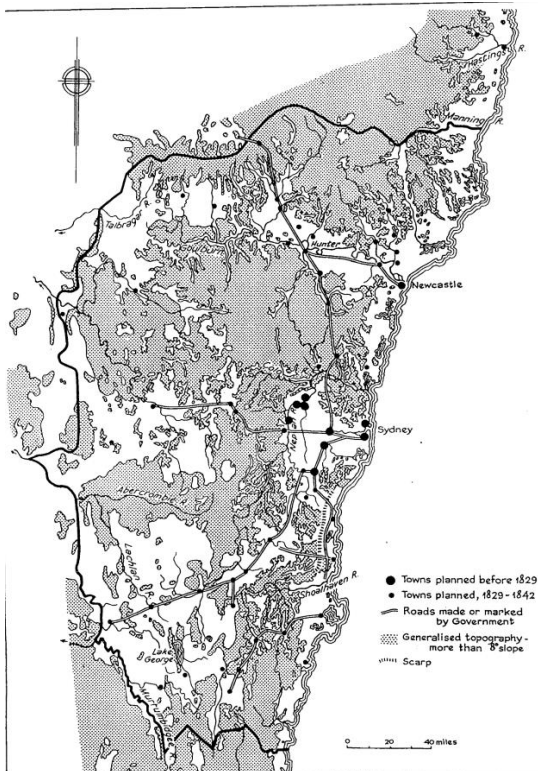 Hastings R.
Manning R.
Talbragar R.
Goulburn R.
Hunter R.
Newcastle
Sydney
Abercrombie R.
Lachlan R.
Shoalhaven R.
Lake
George
Murrumbidgee R.
Towns planned before 1829
Towns planned, 1829-1842
Roads made or marked
by Government
Generalised topography -
more than 8° slope
Scarp
0 20 40 miles